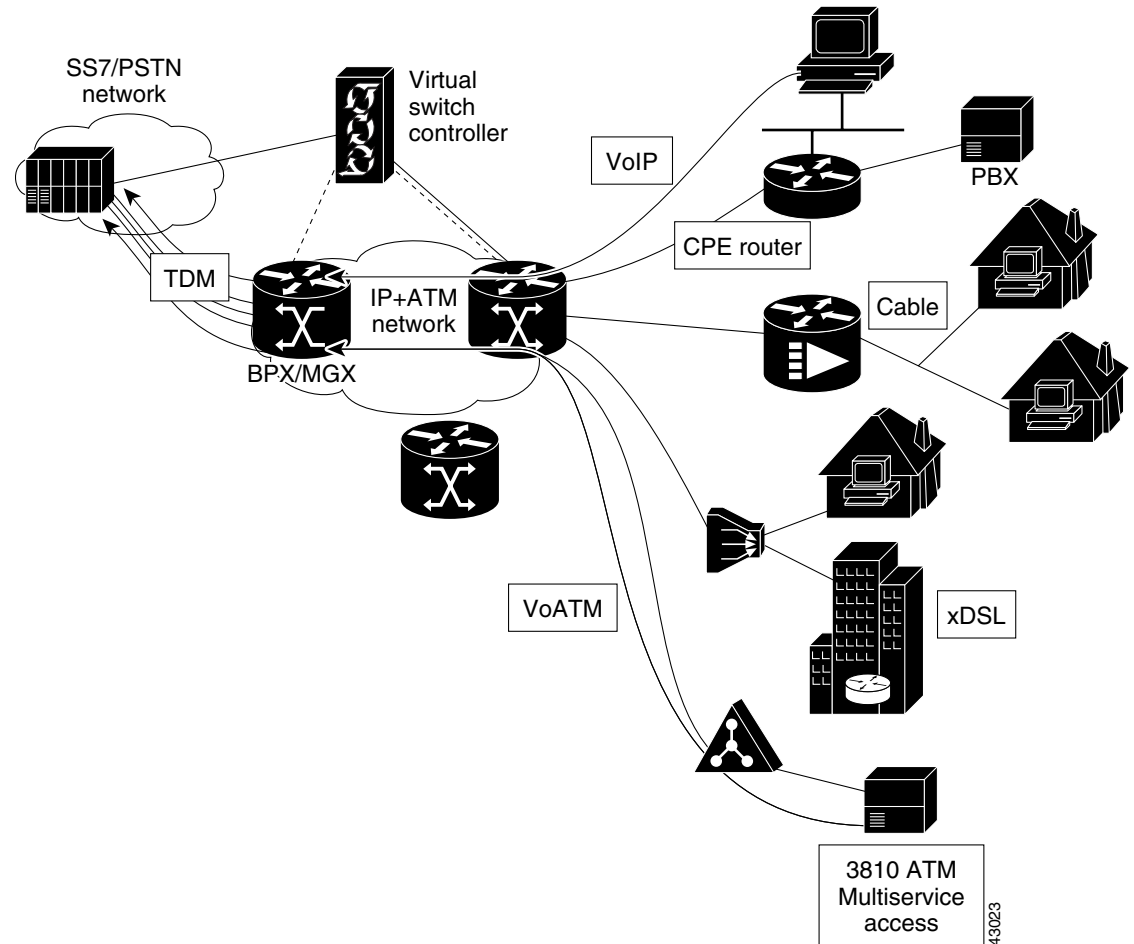 SS7/PSTN
network
Virtual
switch
controller
VoIP
PBX
CPE router
TDM
IP+ATM
network
Cable
BPX/MGX
VoATM
xDSL
3810 ATM
Multiservice
access
43023